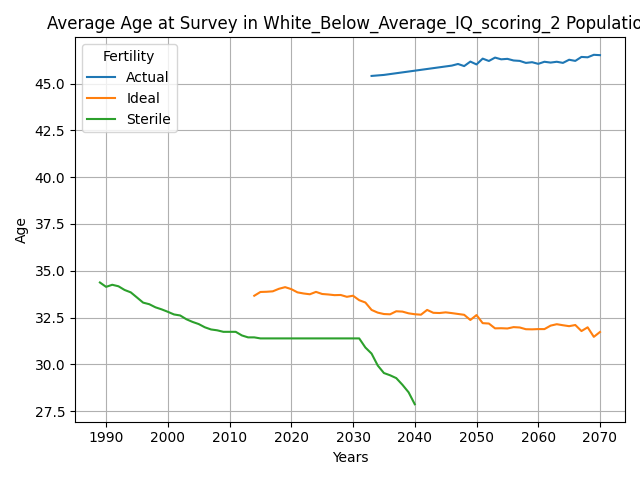 Average Age at Survey in White_Below_Average_IQ_scoring_2 Populatio
Fertility
Actual
Ideal
Sterile
45.0
42.5
40.0
37.5
35.0
32.5
30.0
27.5
Age
1990 2000 2010 2020 2030 2040 2050 2060 2070
Years